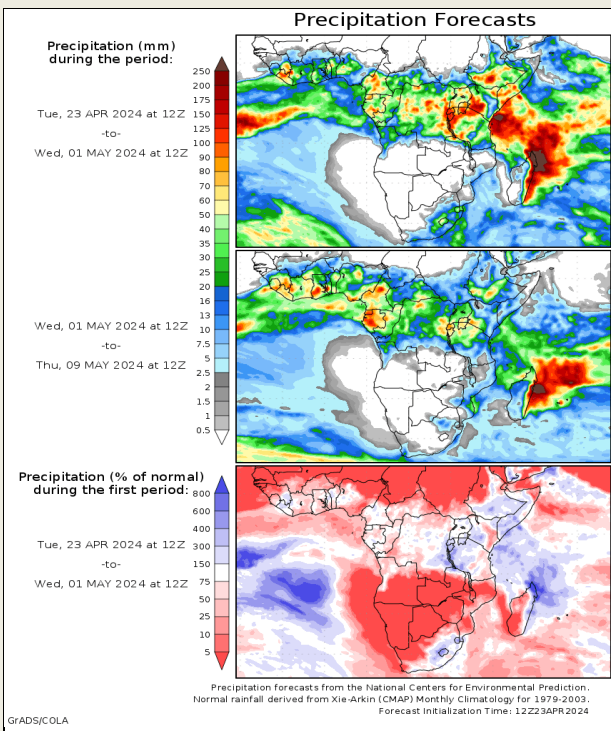 Precipitation Forecasts
Precipitation (mm)
during the period:
Tue, 23 APR 2024 at 12Z
-to-
Wed, 01 MAY 2024 at 12Z
250
200
175
150
125
100
90
80
70
60
50
40
35
30
25
20
16
13
10
7.5
5
2.5
2
1.5
1
0.5
Wed, 01 MAY 2024 at 12Z
-to-
Thu, 09 MAY 2024 at 12Z
Precipitation (% of normal)
during the first period:
Tue, 23 APR 2024 at 12Z
-to-
Wed, 01 MAY 2024 at 12Z
800
600
400
300
150
75
50
25
10
5
Precipitation forecasts from the National Centers for Environmental Prediction.
Normal rainfall derived from Xie-Arkin (CMAP) Monthly Climatology for 1979-2003.
Forecast Initialization Time: 12Z23APR2024
GrADS/COLA